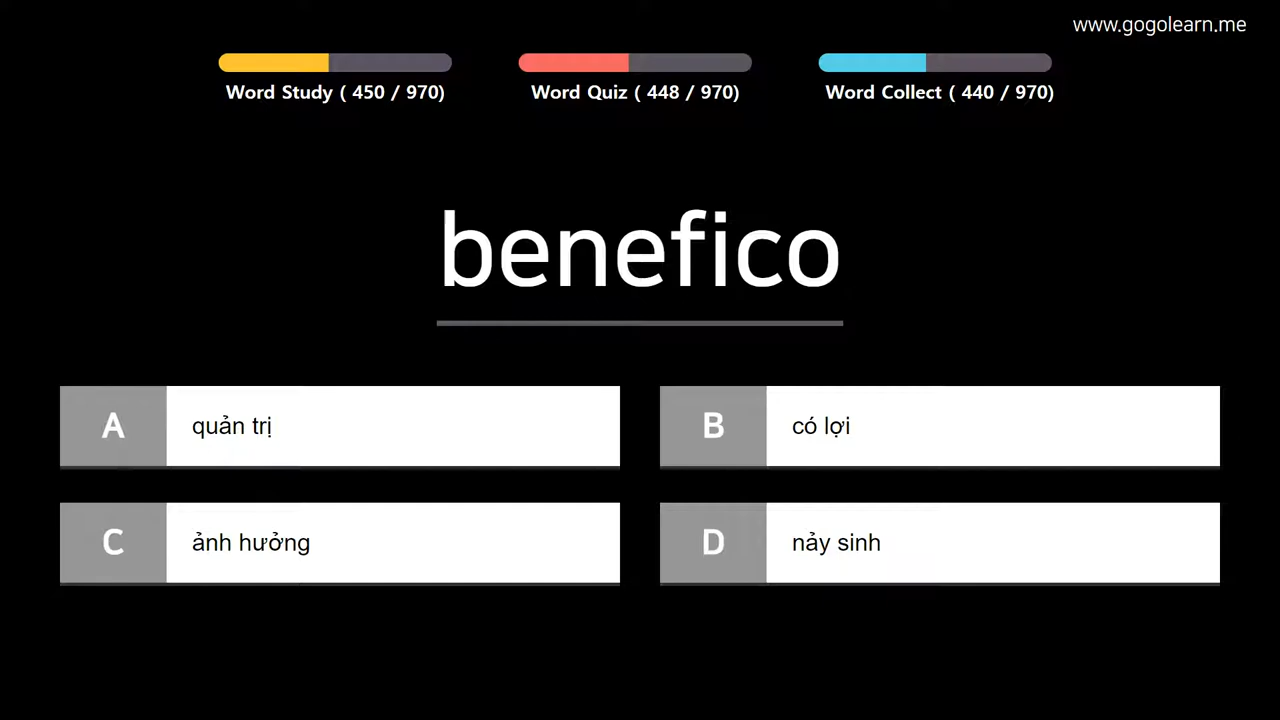 www.gogolearn.me
Word Study ( 450 / 970)
Word Quiz ( 448 / 970)
Word Collect ( 440 / 970)
benefico
A quản trị
B có lợi
C ảnh hưởng
D nảy sinh